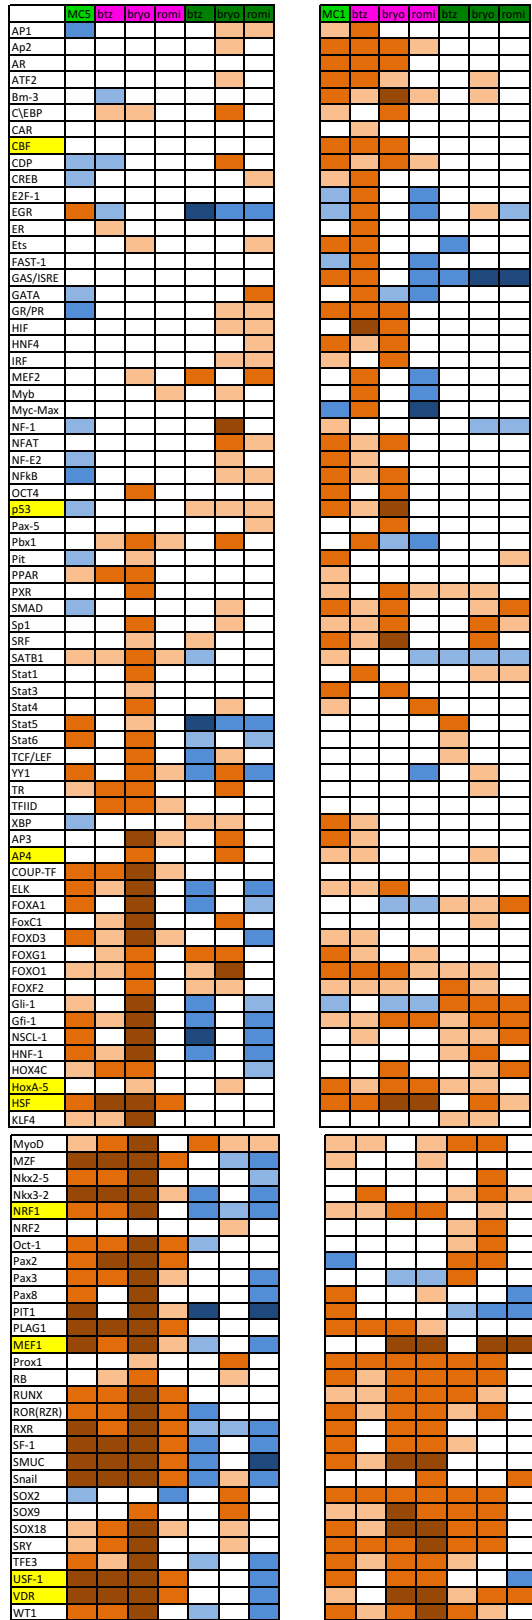 MC5 btz bryo romi btz bryo romi MC1 btz bryo romi btz bryo romi
AP1
Ap2
AR
ATF2
Bm-3
C\EBP
CAR
CBF
CDP
CREB
E2F-1
EGR
ER
Ets
FAST-1
GAS/ISRE
GATA
GR/PR
HIF
HNF4
IRF
MEF2
Myb
Myc-Max
NF-1
NFAT
NF-E2
NFkB
OCT4
p53
Pax-5
Pbx1
Pit
PPAR
PXR
SMAD
Sp1
SRF
SATB1
Stat1
Stat3
Stat4
Stat5
Stat6
TCF/LEF
YY1
TR
TFIID
XBP
AP3
AP4
COUP-TF
ELK
FOXA1
FoxC1
FOXD3
FOXG1
FOXO1
FOXF2
Gli-1
Gfi-1
NSCL-1
HNF-1
HOX4C
HoxA-5
HSF
KLF4
MyoD
MZF
Nkx2-5
Nkx3-2
NRF1
NRF2
Oct-1
Pax2
Pax3
Pax8
PIT1
PLAG1
MEF1
Prox1
RB
RUNX
ROR(RZR)
RXR
SF-1
SMUC
Snail
SOX2
SOX9
SOX18
SRY
TFE3
USF-1
VDR
WT1